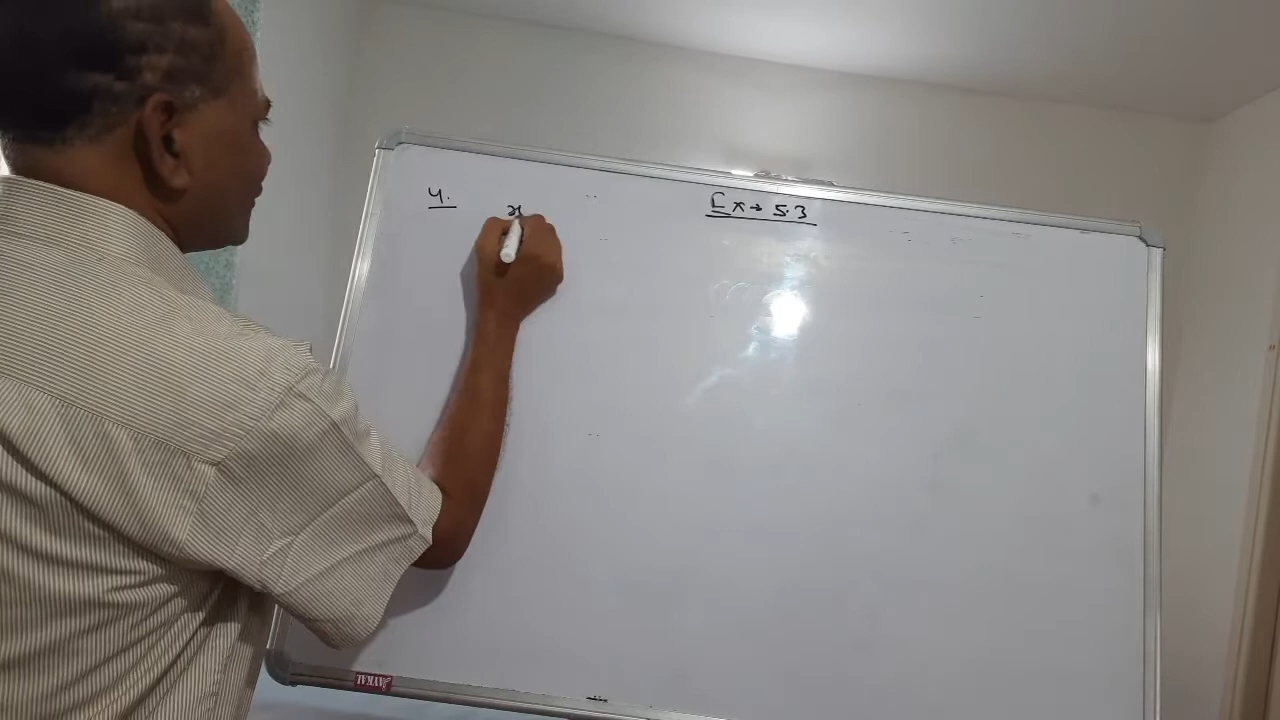 4. x
Ex → 5.3